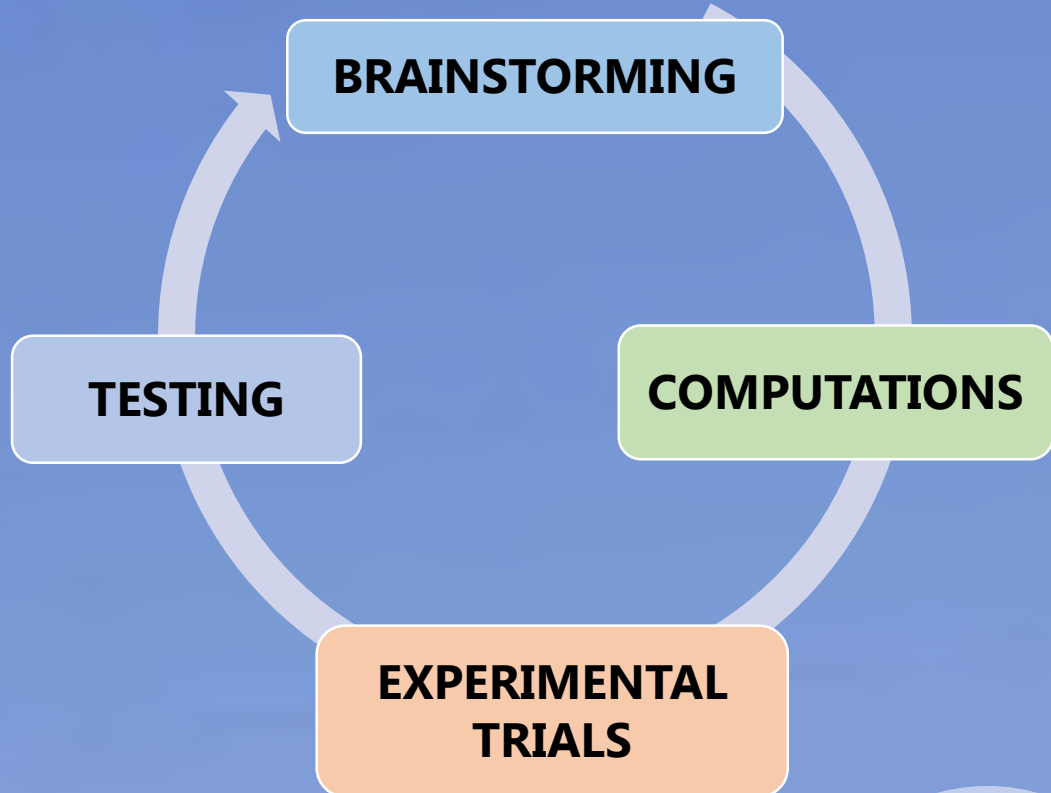 BRAINSTORMING
COMPUTATIONS
EXPERIMENTAL
TRIALS
TESTING